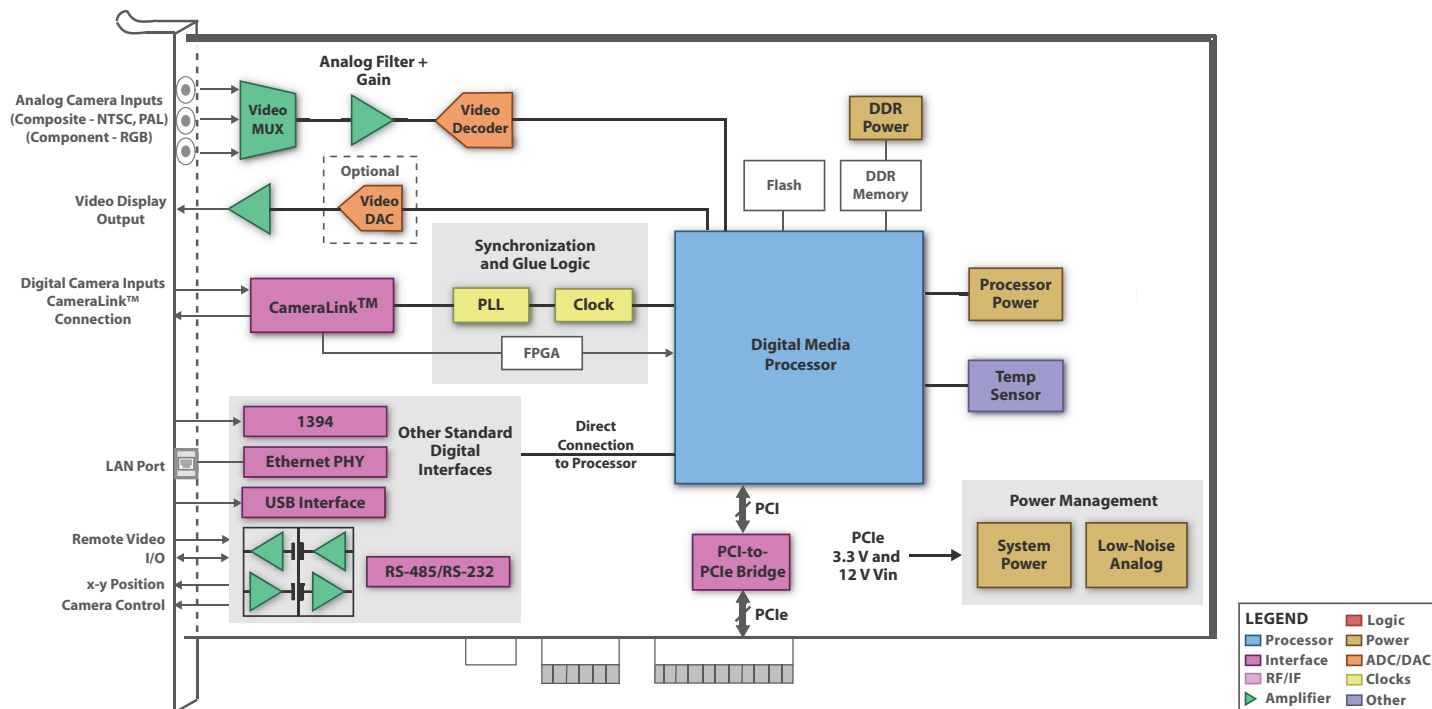 Analog Filter +
Gain
Analog Camera Inputs
(Composite - NTSC, PAL)
(Component - RGB)
Video
MUX
Video
Decoder
DDR
Power
Optional
Video
DAC
Flash
DDR
Memory
Video Display
Output
Synchronization
and Glue Logic
Digital Camera Inputs
CameraLink™
Connection
CameraLink™
PLL
Clock
FPGA
Digital Media
Processor
Processor
Power
Temp
Sensor
1394
Ethernet PHY
USB Interface
Other Standard
Digital
Interfaces
RS-485/RS-232
Direct
Connection
to Processor
LAN Port
Remote Video
I/O
x-y Position
Camera Control
PCI
PCI-to-
PCIe Bridge
PCIe
PCIe
3.3 V and
12 V Vin
Power Management
System
Power
Low-Noise
Analog
LEGEND
Processor
Interface
RF/IF
Amplifier
Logic
Power
ADC/DAC
Clocks
Other